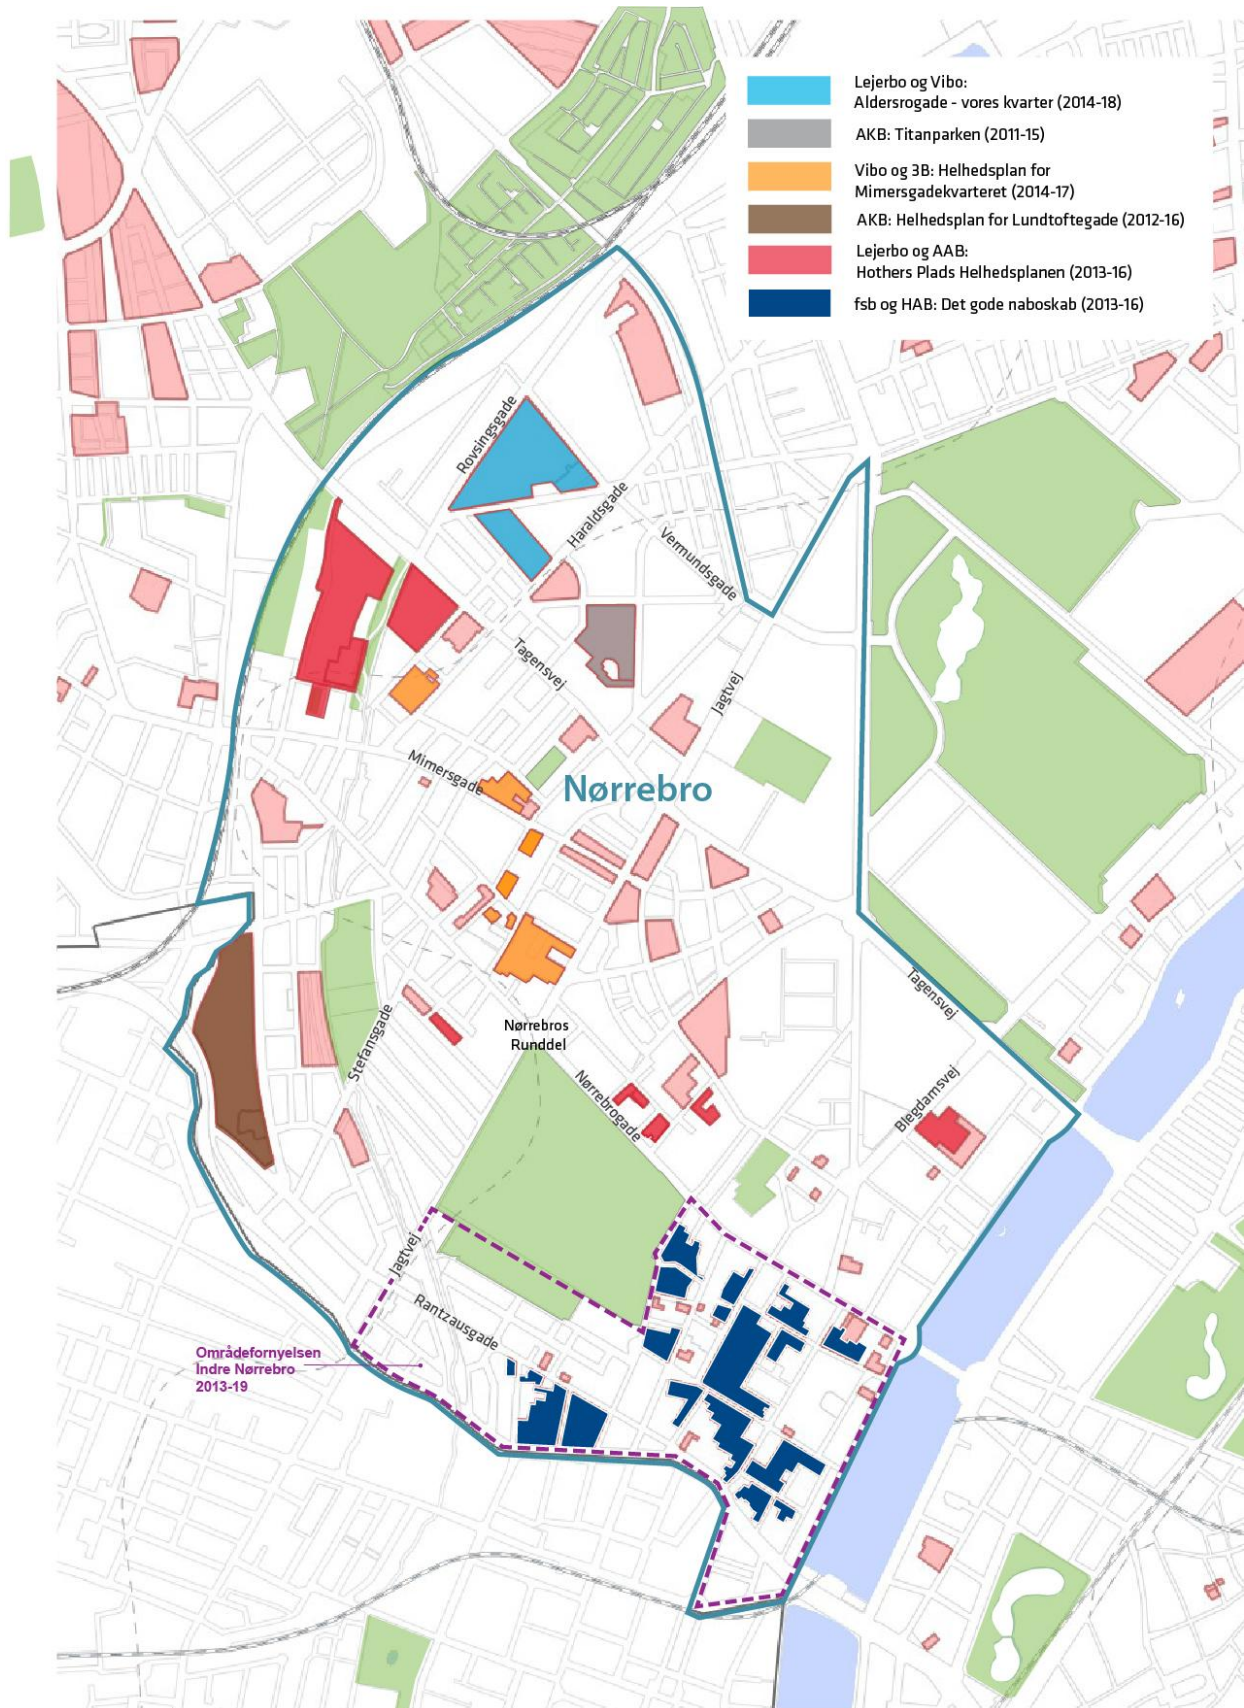 Lejerbo og Vibo:
Aldersrogade - vores kvarter (2014-18)
AKB: Titanparken (2011-15)
Vibo og 3B: Helhedsplan for
Mimersgadekvarteret (2014-17)
AKB: Helhedsplan for Lundtoftegade (2012-16)
Lejerbo og AAB:
Hothers Plads Helhedsplanen (2013-16)
fsb og HAB: Det gode naboskab (2013-16)
Rovsingsgade
Haraldsgade
Vermundsgade
Tagensvej
Jagtvej
Mimersgade
Nørrebro
Tagensvej
Stefansgade
Nørrebros
Runddel
Nørrebrogade
Blegdamsvej
Jagtvej
Rantzausgade
Områdefornyelsen
Indre Nørrebro
2013-19